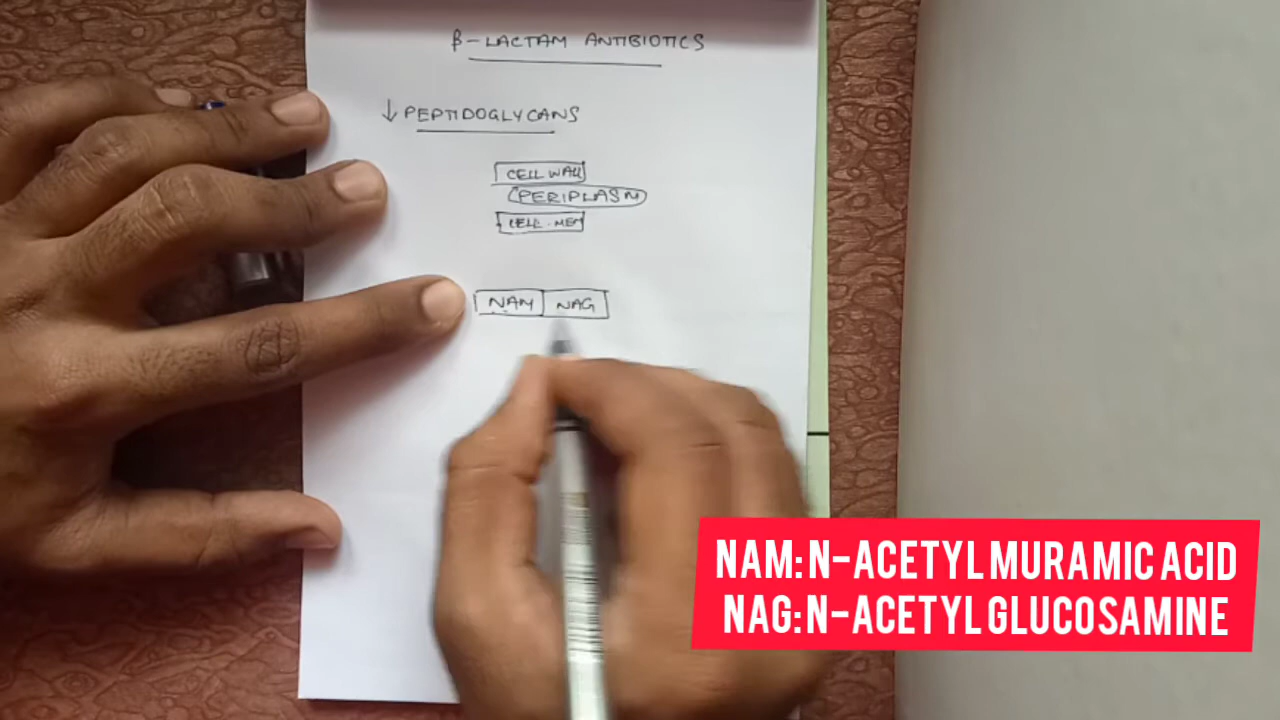 β-LACTAM ANTIBIOTICS
↓ PEPTIDOGLYCANS
CELL WALL
PERIPLASM
CELL-MEM
NAM NAG
NAM: N-ACETYL MURAMIC ACID
NAG: N-ACETYL GLUCOSAMINE